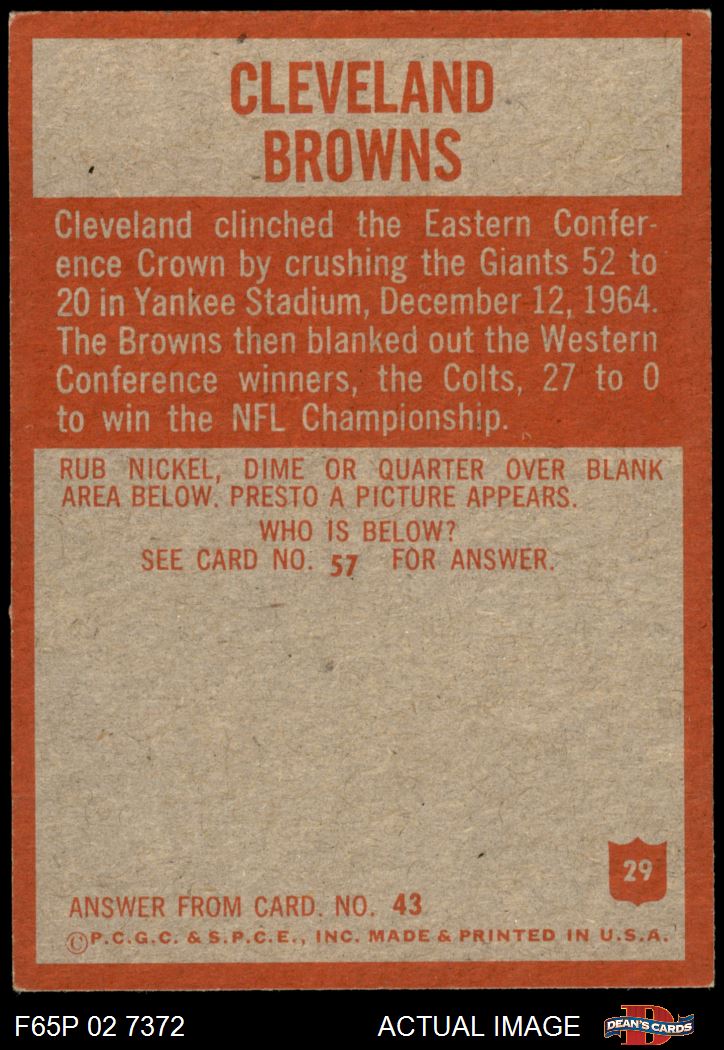 CLEVELAND
BROWNS
Cleveland clinched the Eastern Confer-
ence Crown by crushing the Giants 52 to
20 in Yankee Stadium, December 12, 1964.
The Browns then blanked out the Western
Conference winners, the Colts, 27 to 0
to win the NFL Championship.
RUB NICKEL, DIME OR QUARTER OVER BLANK
AREA BELOW. PRESTO A PICTURE APPEARS.
WHO IS BELOW?
SEE CARD NO. 57 FOR ANSWER.
29
ANSWER FROM CARD. NO. 43
©P.C.G.C. & S.P.C.E., INC. MADE & PRINTED IN U.S.A.
F65P 02 7372 ACTUAL IMAGE DEAN'S CARDS